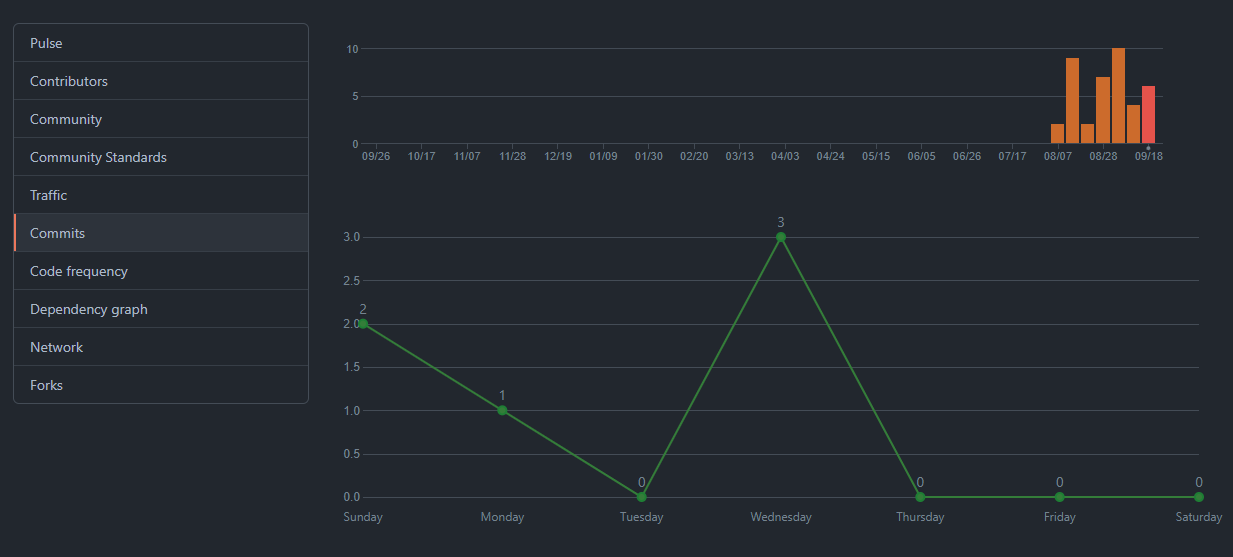 Pulse
Contributors
Community
Community Standards
Traffic
Commits
Code frequency
Dependency graph
Network
Forks
10
5
0
09/26 10/17 11/07 11/28 12/19 01/09 01/30 02/20 03/13 04/03 04/24 05/15 06/05 06/26 07/17 08/07 08/28 09/18
3
3.0
2.5
2
2.0
1.5
1
1.0
0.5
0 0 0 0
0.0
Sunday Monday Tuesday Wednesday Thursday Friday Saturday